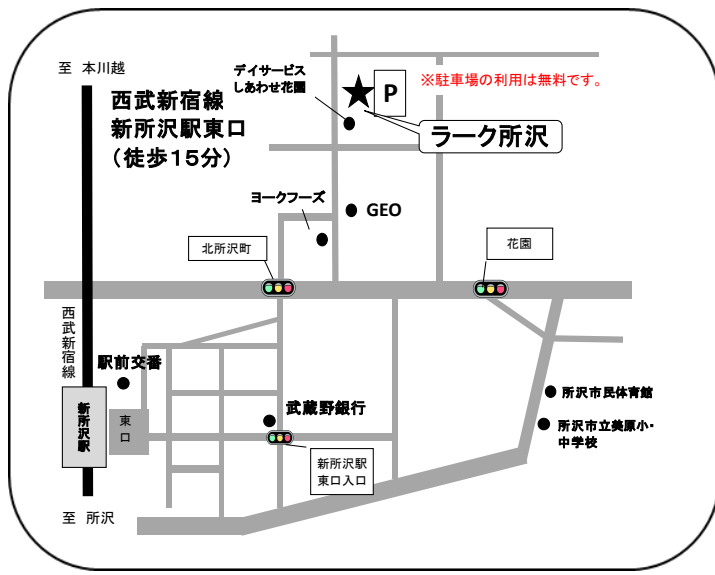 至 本川越
西武新宿線
新所沢駅東口
(徒歩15分)
デイサービス
しあわせ花園
P
※駐車場の利用は無料です。
ラーク所沢
ヨークフーズ
GEO
北所沢町
花園
西武新宿線
駅前交番
新所沢駅
東口
武蔵野銀行
新所沢駅
東口入口
所沢市民体育館
所沢市立美原小・
中学校
至 所沢